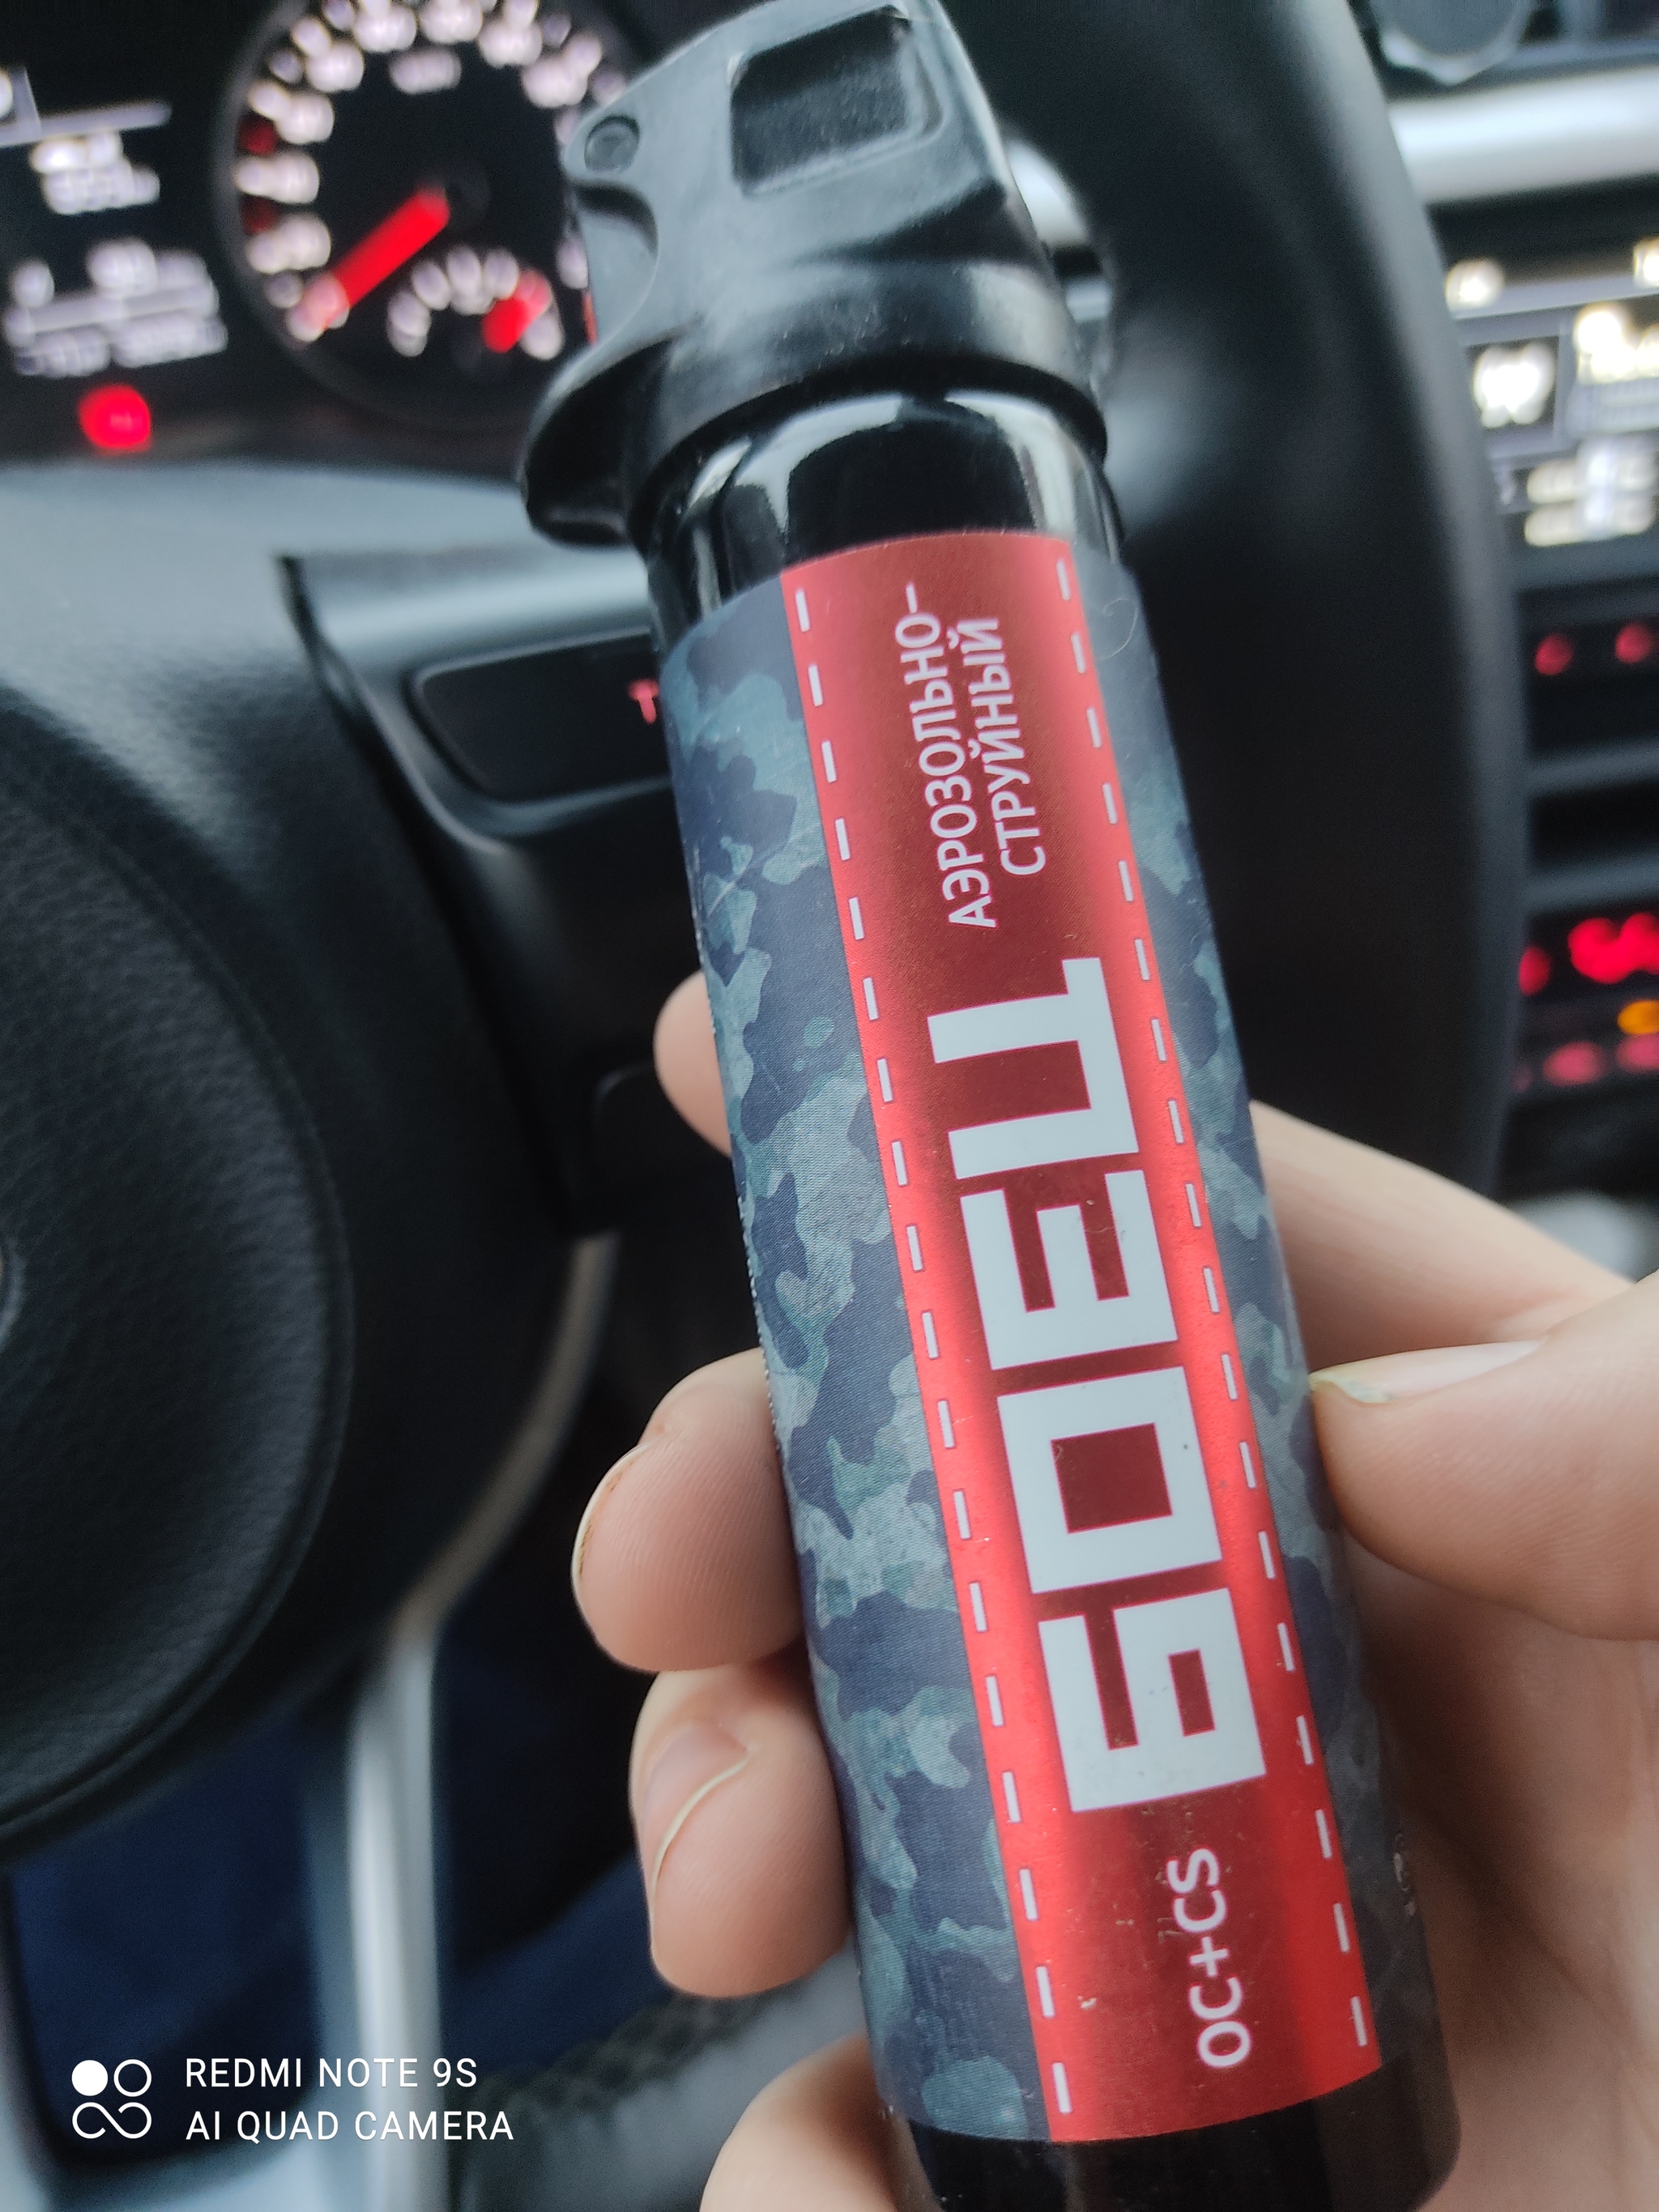 OC+CS
БОЕЦ
АЭРОЗОЛЬНО-
СТРУЙНЫЙ
REDMI NOTE 9S
AI QUAD CAMERA